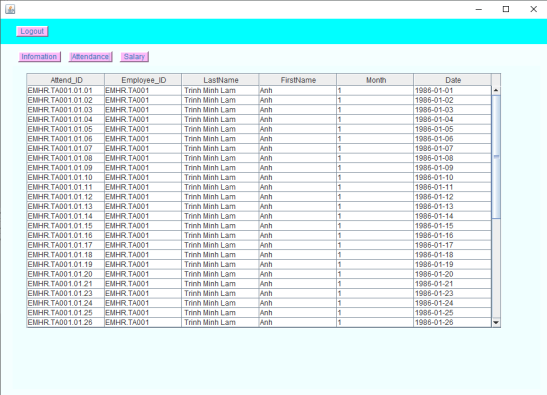 Logout
Infomation Attendance Salary
Attend_ID Employee_ID LastName FirstName Month Date
EMHR.TA001.01.01 EMHR.TA001 Trinh Minh Lam Anh 1 1986-01-01
EMHR.TA001.01.02 EMHR.TA001 Trinh Minh Lam Anh 1 1986-01-02
EMHR.TA001.01.03 EMHR.TA001 Trinh Minh Lam Anh 1 1986-01-03
EMHR.TA001.01.04 EMHR.TA001 Trinh Minh Lam Anh 1 1986-01-04
EMHR.TA001.01.05 EMHR.TA001 Trinh Minh Lam Anh 1 1986-01-05
EMHR.TA001.01.06 EMHR.TA001 Trinh Minh Lam Anh 1 1986-01-06
EMHR.TA001.01.07 EMHR.TA001 Trinh Minh Lam Anh 1 1986-01-07
EMHR.TA001.01.08 EMHR.TA001 Trinh Minh Lam Anh 1 1986-01-08
EMHR.TA001.01.09 EMHR.TA001 Trinh Minh Lam Anh 1 1986-01-09
EMHR.TA001.01.10 EMHR.TA001 Trinh Minh Lam Anh 1 1986-01-10
EMHR.TA001.01.11 EMHR.TA001 Trinh Minh Lam Anh 1 1986-01-11
EMHR.TA001.01.12 EMHR.TA001 Trinh Minh Lam Anh 1 1986-01-12
EMHR.TA001.01.13 EMHR.TA001 Trinh Minh Lam Anh 1 1986-01-13
EMHR.TA001.01.14 EMHR.TA001 Trinh Minh Lam Anh 1 1986-01-14
EMHR.TA001.01.15 EMHR.TA001 Trinh Minh Lam Anh 1 1986-01-15
EMHR.TA001.01.16 EMHR.TA001 Trinh Minh Lam Anh 1 1986-01-16
EMHR.TA001.01.17 EMHR.TA001 Trinh Minh Lam Anh 1 1986-01-17
EMHR.TA001.01.18 EMHR.TA001 Trinh Minh Lam Anh 1 1986-01-18
EMHR.TA001.01.19 EMHR.TA001 Trinh Minh Lam Anh 1 1986-01-19
EMHR.TA001.01.20 EMHR.TA001 Trinh Minh Lam Anh 1 1986-01-20
EMHR.TA001.01.21 EMHR.TA001 Trinh Minh Lam Anh 1 1986-01-21
EMHR.TA001.01.23 EMHR.TA001 Trinh Minh Lam Anh 1 1986-01-23
EMHR.TA001.01.24 EMHR.TA001 Trinh Minh Lam Anh 1 1986-01-24
EMHR.TA001.01.25 EMHR.TA001 Trinh Minh Lam Anh 1 1986-01-25
EMHR.TA001.01.26 EMHR.TA001 Trinh Minh Lam Anh 1 1986-01-26